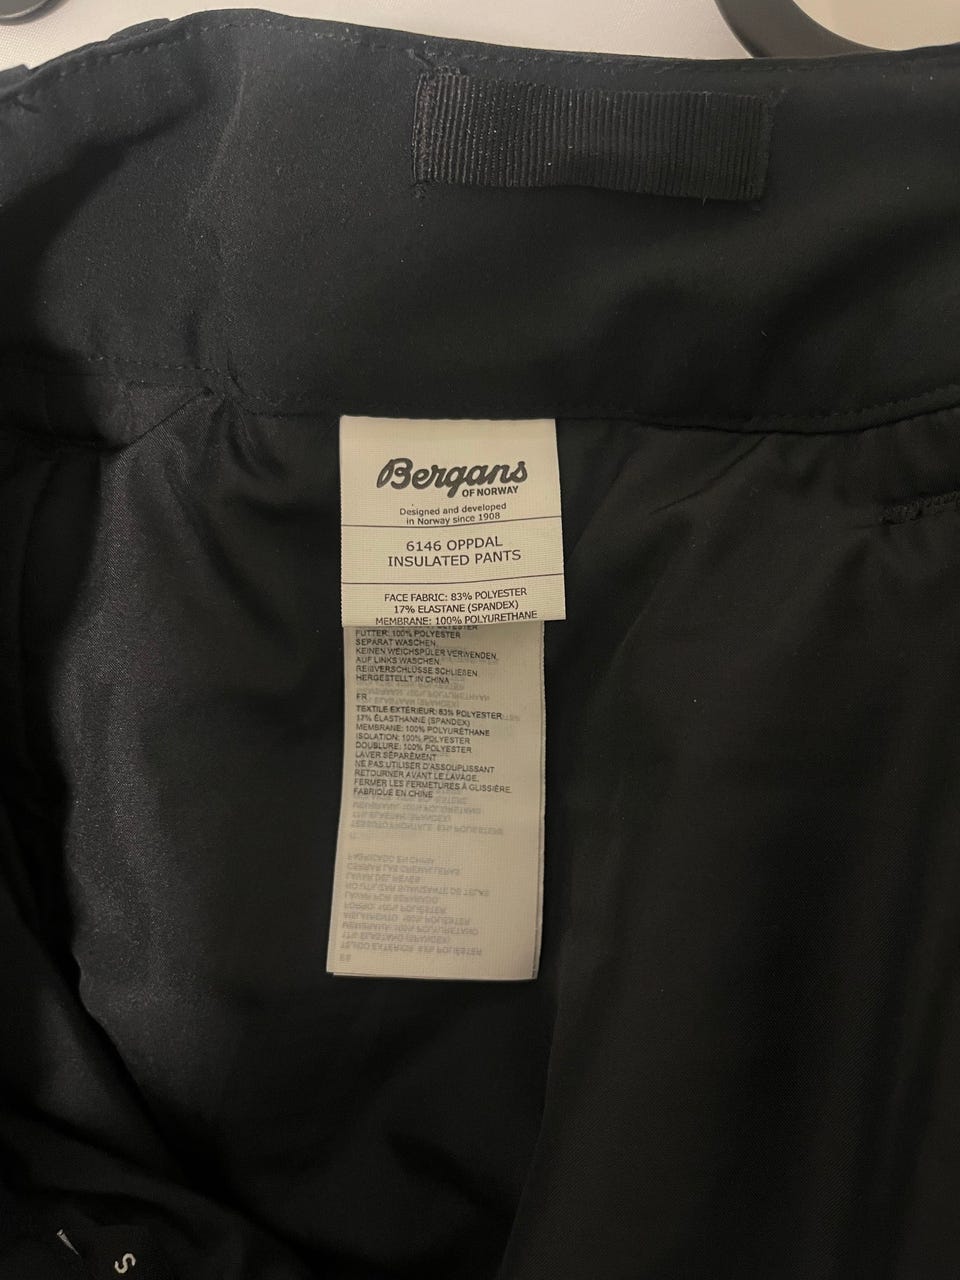 Bergans
OF NORWAY
Designed and developed
in Norway since 1908
6146 OPPDAL
INSULATED PANTS
FACE FABRIC: 83% POLYESTER
17% ELASTANE (SPANDEX)
MEMBRANE: 100% POLYURETHANE
FUTTER: 100% POLYESTER
SEPARAT WASCHEN.
KEINEN WEICHSPÜLER VERWENDEN.
AUF LINKS WASCHEN.
REIßVERSCHLÜSSE SCHLIEßEN.
HERGESTELLT IN CHINA
FR
TEXTILE EXTÉRIEUR: 83% POLYESTER
17% ÉLASTHANNE (SPANDEX)
MEMBRANE: 100% POLYURÉTHANE
ISOLATION: 100% POLYESTER
DOUBLURE: 100% POLYESTER
LAVER SÉPARÉMENT
NE PAS UTILISER D'ASSOUPLISSANT
RETOURNER AVANT LE LAVAGE.
FERMER LES FERMETURES À GLISSIÈRE.
FABRIQUÉ EN CHINE
S